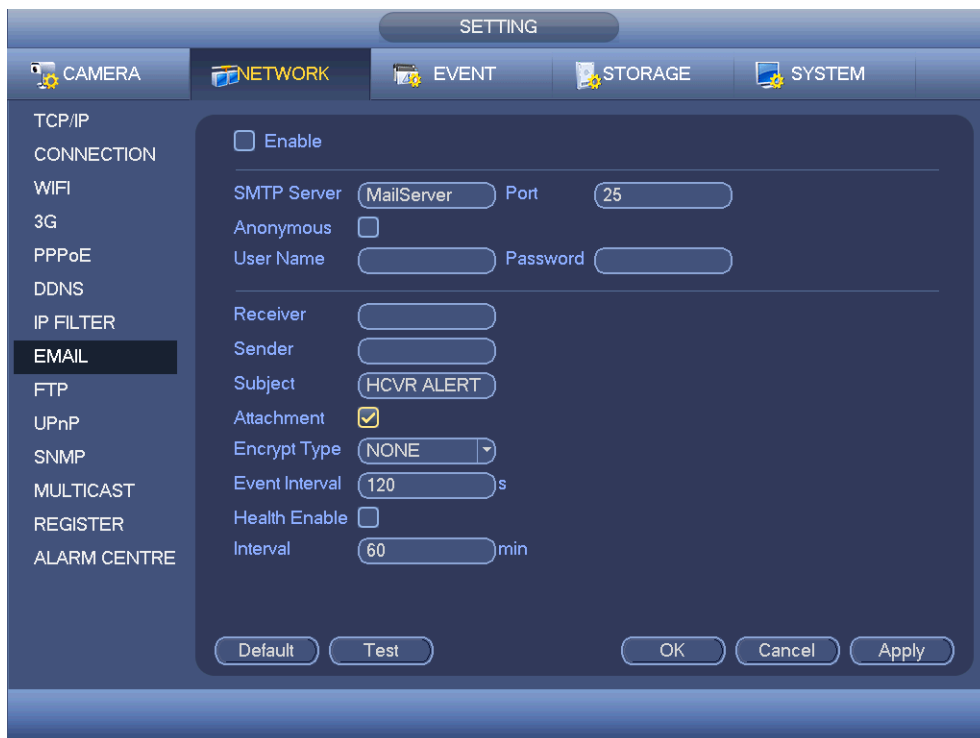 SETTING
CAMERA NETWORK EVENT STORAGE SYSTEM
TCP/IP
CONNECTION
WIFI
3G
PPPoE
DDNS
IP FILTER
EMAIL
FTP
UPnP
SNMP
MULTICAST
REGISTER
ALARM CENTRE
Enable
SMTP Server MailServer Port 25
Anonymous
User Name Password
Receiver
Sender
Subject HCVR ALERT
Attachment
Encrypt Type NONE
Event Interval 120 s
Health Enable
Interval 60 min
Default Test OK Cancel Apply